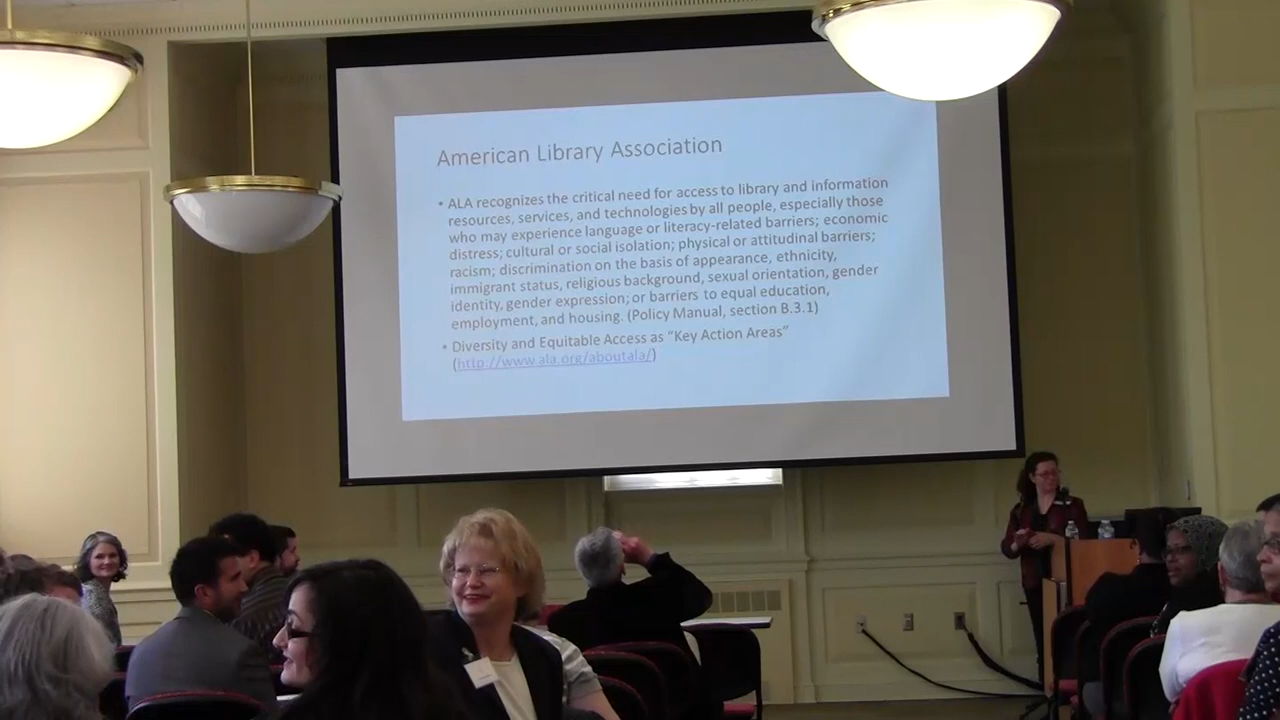 American Library Association
• ALA recognizes the critical need for access to library and information
resources, services, and technologies by all people, especially those
who may experience language or literacy-related barriers; economic
distress; cultural or social isolation; physical or attitudinal barriers;
racism; discrimination on the basis of appearance, ethnicity,
immigrant status, religious background, sexual orientation, gender
identity, gender expression; or barriers to equal education,
employment, and housing. (Policy Manual, section B.3.1)
• Diversity and Equitable Access as "Key Action Areas"
(http://www.ala.org/aboutala/)